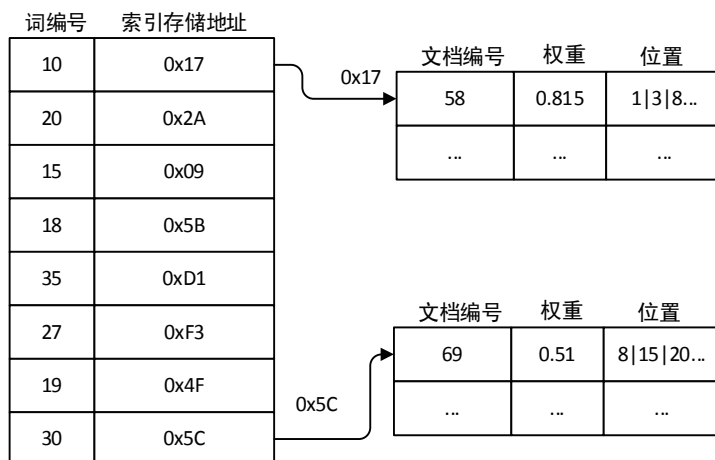 词编号 索引存储地址
10 0x17
20 0x2A
15 0x09
18 0x5B
35 0xD1
27 0xF3
19 0x4F
30 0x5C
0x17
文档编号 权重 位置
58 0.815 1|3|8...
... ... ...
0x5C
文档编号 权重 位置
69 0.51 8|15|20...
... ... ...